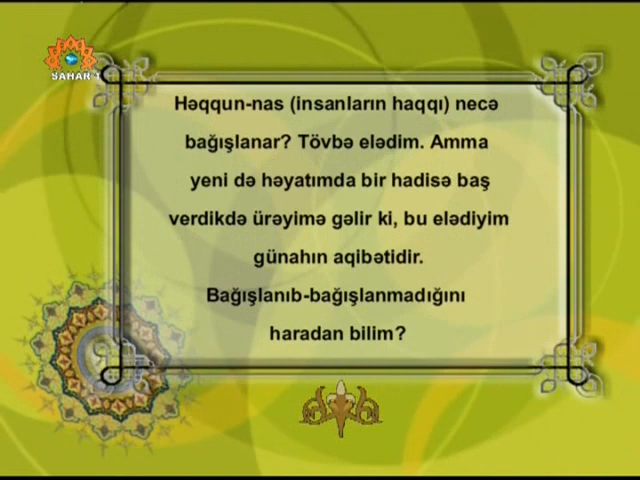 SAHAR 1
Həqqun-nas (insanların haqqı) necə
bağışlanar? Tövbə elədim. Amma
yeni də həyatımda bir hadisə baş
verdikdə ürəyimə gəlir ki, bu elədiyim
günahın aqibətidir.
Bağışlanıb-bağışlanmadığını
haradan bilim?